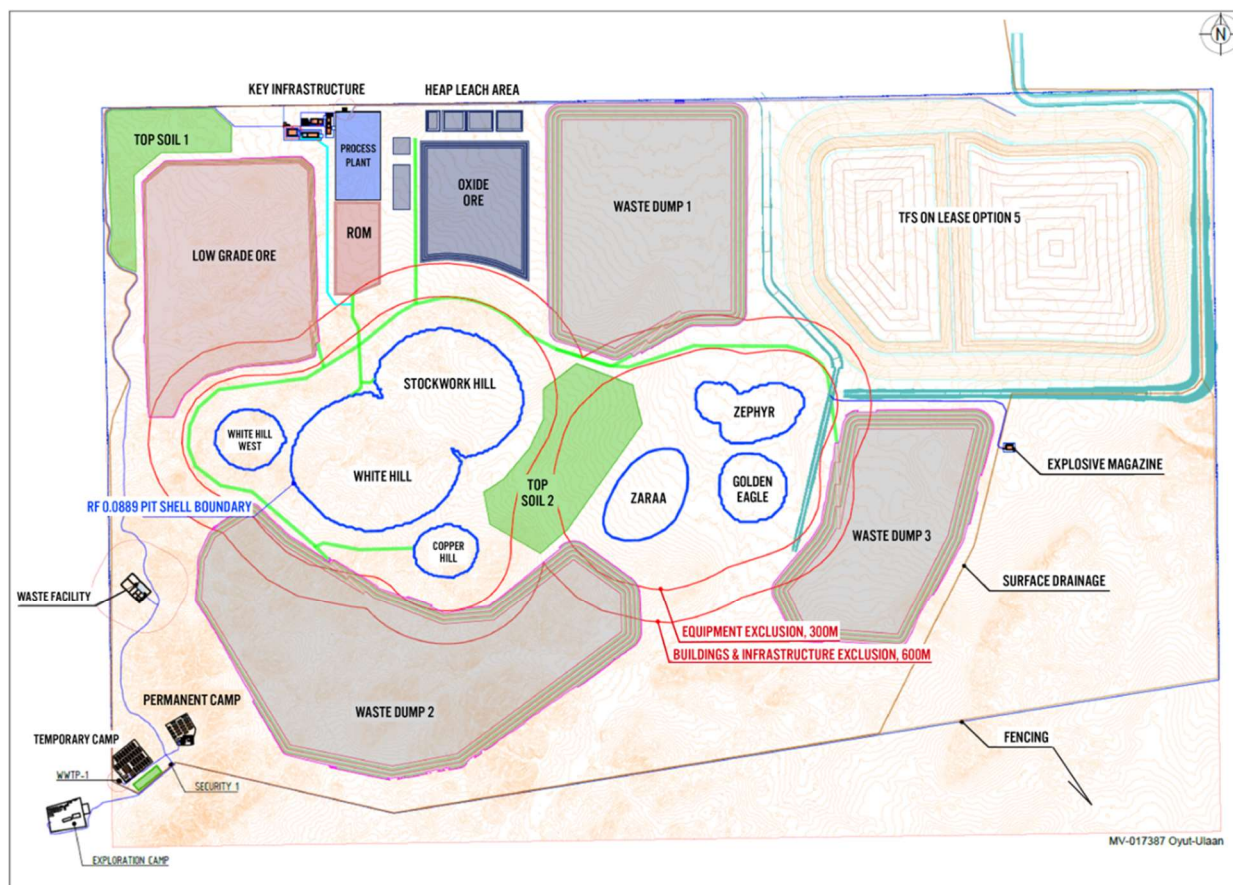 N
KEY INFRASTRUCTURE
HEAP LEACH AREA
TOP SOIL 1
PROCESS
PLANT
OXIDE
ORE
WASTE DUMP 1
TFS ON LEASE OPTION 5
ROM
LOW GRADE ORE
STOCKWORK HILL
ZEPHYR
WHITE HILL
WEST
WHITE HILL
EXPLOSIVE MAGAZINE
TOP
SOIL 2
ZARAA
GOLDEN
EAGLE
RF 0.0889 PIT SHELL BOUNDARY
COPPER
HILL
WASTE DUMP 3
SURFACE DRAINAGE
WASTE FACILITY
EQUIPMENT EXCLUSION, 300M
BUILDINGS & INFRASTRUCTURE EXCLUSION, 600M
PERMANENT CAMP
WASTE DUMP 2
TEMPORARY CAMP
FENCING
WWTP-1
SECURITY 1
MV-017387 Oyut-Ulaan
EXPLORATION CAMP